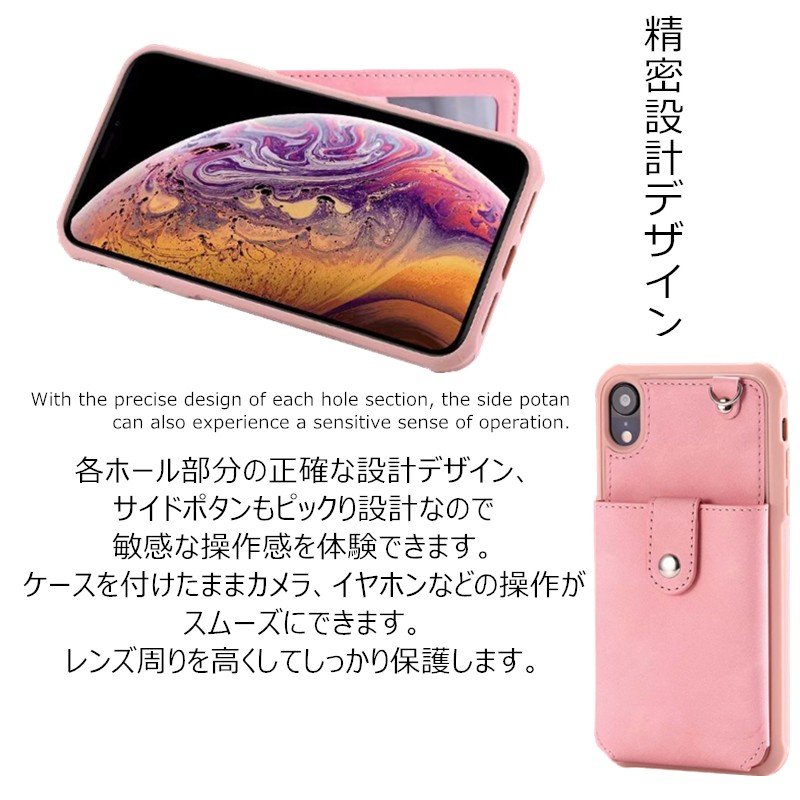 精密設計デザイン
With the precise design of each hole section, the side potan
can also experience a sensitive sense of operation.
各ホール部分の正確な設計デザイン、
サイドポタンもピックり設計なので
敏感な操作感を体験できます。
ケースを付けたままカメラ、イヤホンなどの操作が
スムーズにできます。
レンズ周りを高くしてしっかり保護します。